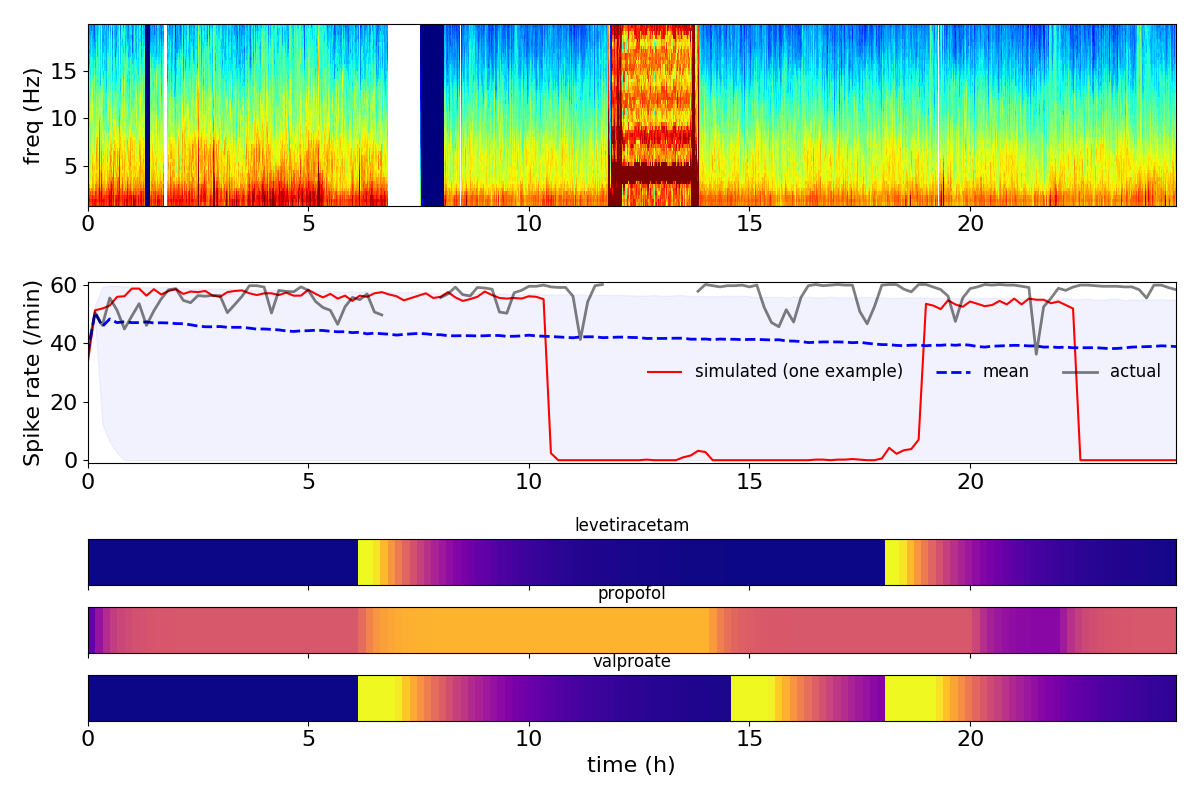 freq (Hz)
15
10
5
0 5 10 15 20
Spike rate (/min)
60
40
20
0
simulated (one example) mean actual
0 5 10 15 20
levetiracetam
propofol
valproate
0 5 10 15 20
time (h)